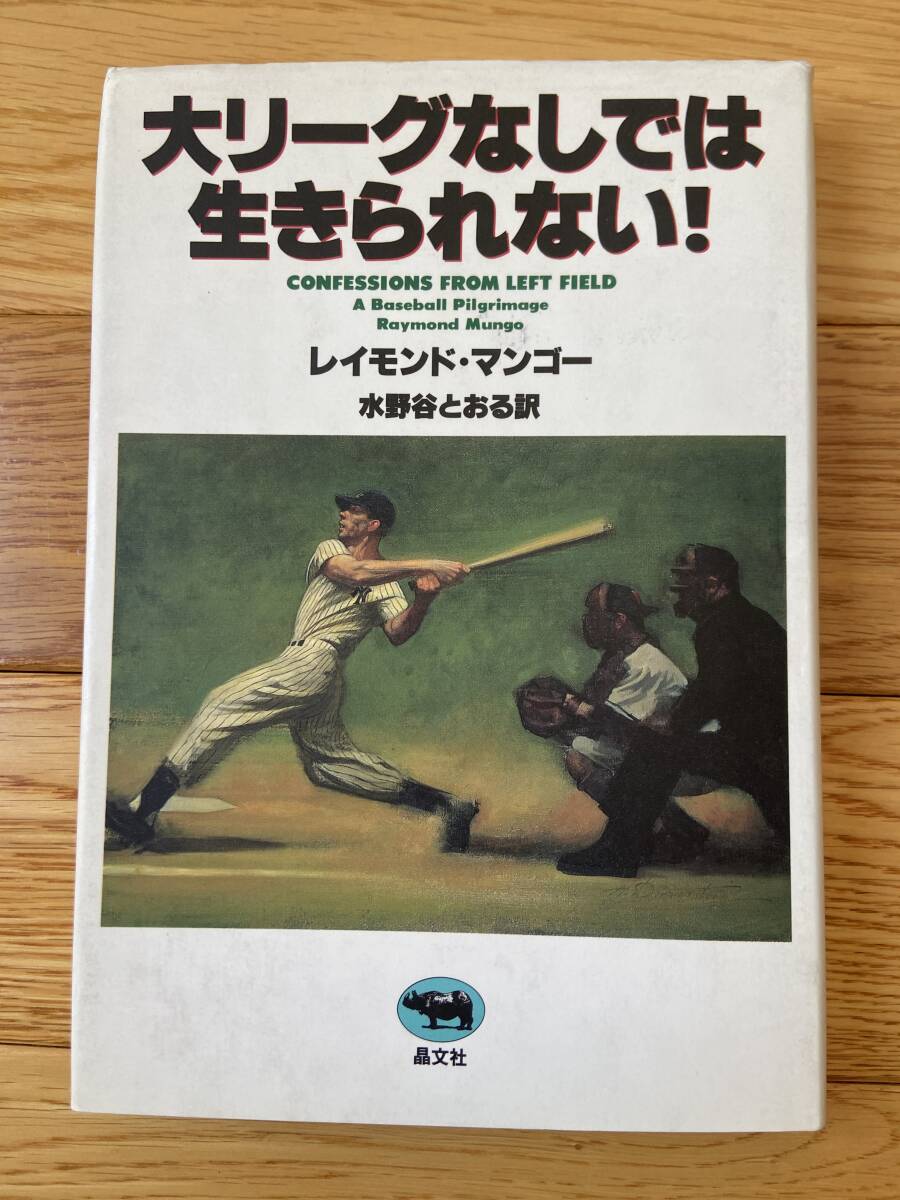 大リーグなしでは
生きられない!
CONFESSIONS FROM LEFT FIELD
A Baseball Pilgrimage
Raymond Mungo
レイモンド・マンゴー
水野谷とおる訳
晶文社